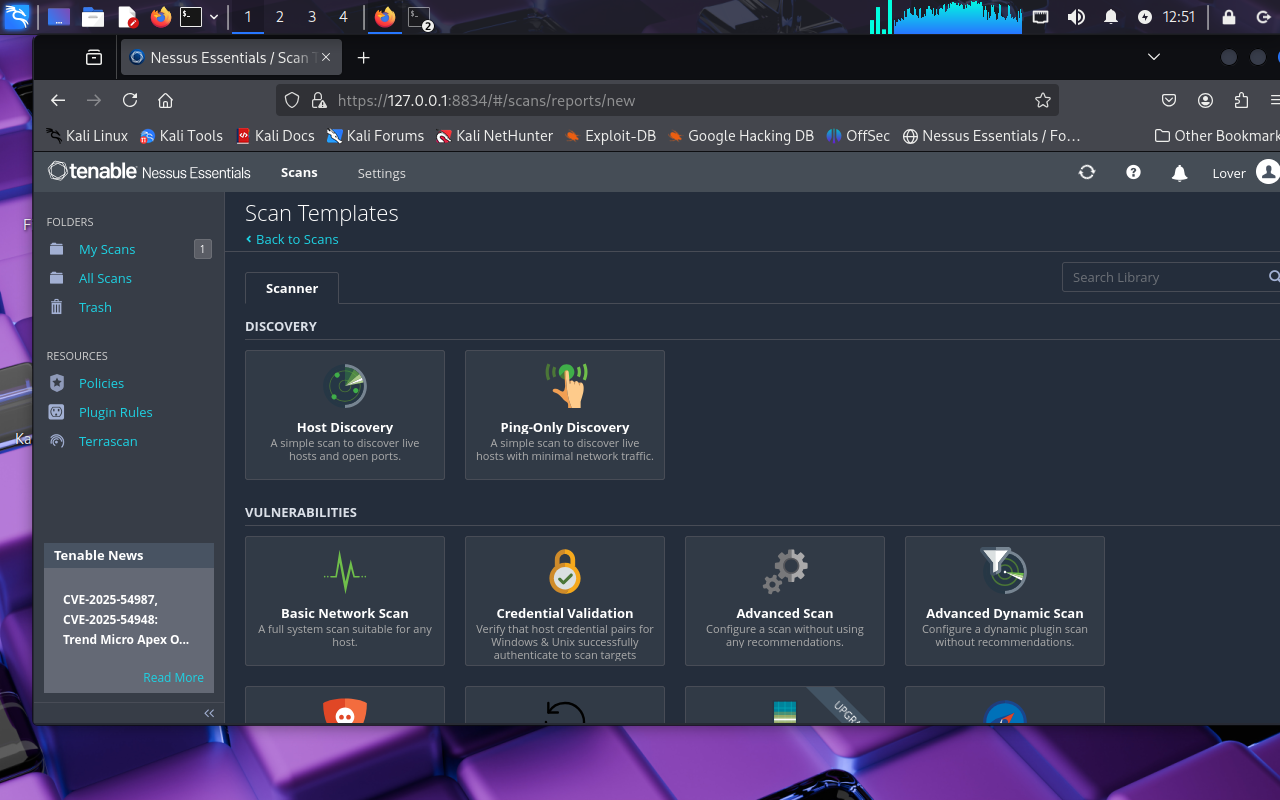 1
2
3
4
2
12:51
Nessus Essentials / Scan T
https://127.0.0.1:8834/#/scans/reports/new
Kali Linux
Kali Tools
Kali Docs
Kali Forums
Kali NetHunter
Exploit-DB
Google Hacking DB
OffSec
Nessus Essentials / Fo…
Other Bookmark
tenable Nessus Essentials
Scans
Settings
Lover
FOLDERS
My Scans
1
All Scans
Trash
RESOURCES
Policies
Plugin Rules
Terrascan
Tenable News
CVE-2025-54987,
CVE-2025-54948:
Trend Micro Apex O...
Read More
Scan Templates
Back to Scans
Scanner
Search Library
DISCOVERY
Host Discovery
A simple scan to discover live
hosts and open ports.
Ping-Only Discovery
A simple scan to discover live
hosts with minimal network traffic.
VULNERABILITIES
Basic Network Scan
A full system scan suitable for any
host.
Credential Validation
Verify that host credential pairs for
Windows & Unix successfully
authenticate to scan targets
Advanced Scan
Configure a scan without using
any recommendations.
Advanced Dynamic Scan
Configure a dynamic plugin scan
without recommendations.
UPGRA
F
Ka